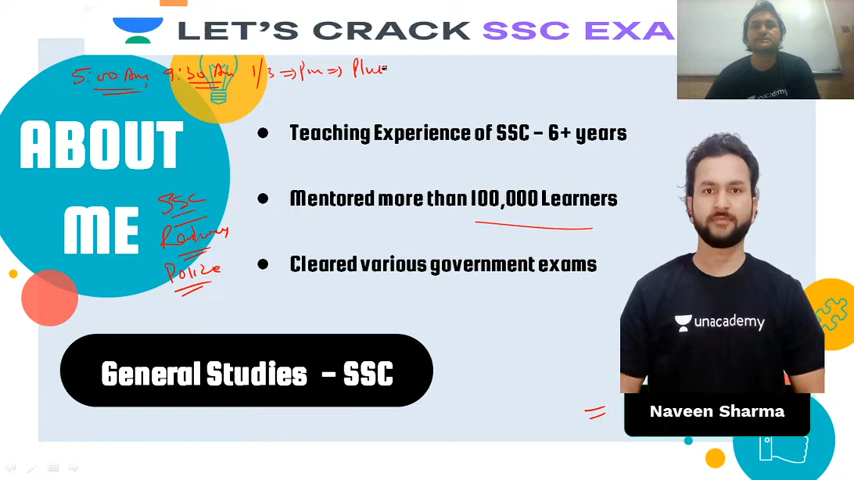 LET'S CRACK SSC EXA
5:00 Am, 9:30 Am 1/3 ⇒ Pm ⇒ Plus
ABOUT
ME
SSC
Railways
Police
● Teaching Experience of SSC – 6+ years
● Mentored more than 100,000 Learners
● Cleared various government exams
General Studies – SSC
unacademy
unacademy
= Naveen Sharma